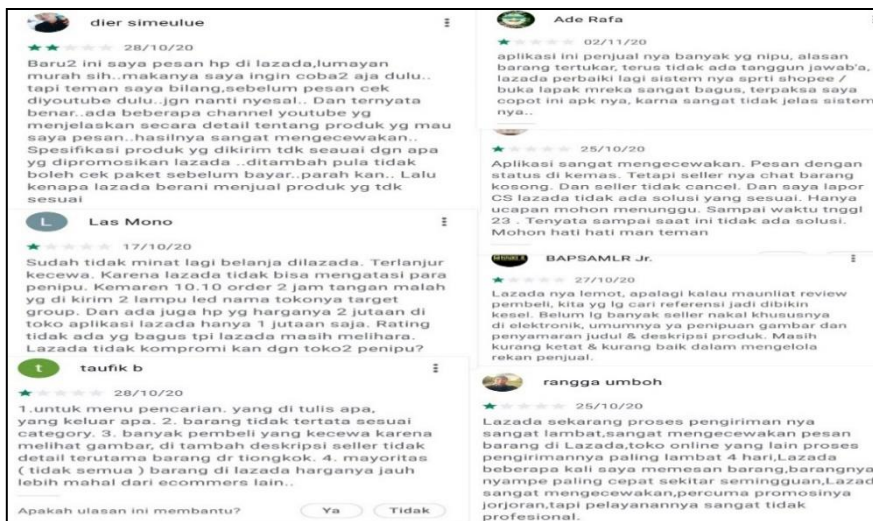 dier simeulue
28/10/20
Baru2 ini saya pesan hp di lazada,lumayan
murah sih..makanya saya ingin coba2 aja dulu..
tapi teman saya bilang,sebelum pesan cek
diyoutube dulu..jgn nanti nyesal.. Dan ternyata
benar..ada beberapa channel youtube yg
menjelaskan secara detail tentang produk yg mau
saya pesan..hasilnya sangat mengecewakan..
Spesifikasi produk yg dikirim tdk seauai dgn apa
yg dipromosikan lazada ..ditambah pula tidak
boleh cek paket sebelum bayar..parah kan.. Lalu
kenapa lazada berani menjual produk yg tdk
sesuai
L
Las Mono
17/10/20
Sudah tidak minat lagi belanja dilazada. Terlanjur
kecewa. Karena lazada tidak bisa mengatasi para
penipu. Kemaren 10.10 order 2 jam tangan malah
yg di kirim 2 lampu led nama tokonya target
group. Dan ada juga hp yg harganya 2 jutaan di
toko aplikasi lazada hanya 1 jutaan saja. Rating
tidak ada yg bagus tpi lazada masih melihara.
Lazada tidak kompromi kan dgn toko2 penipu?
t
taufik b
28/10/20
1.untuk menu pencarian. yang di tulis apa,
yang keluar apa. 2. barang tidak tertata sesuai
category. 3. banyak pembeli yang kecewa karena
melihat gambar, di tambah deskripsi seller tidak
detail terutama barang dr tiongkok. 4. mayoritas
( tidak semua ) barang di lazada harganya jauh
lebih mahal dari ecommers lain..
Apakah ulasan ini membantu?
Ya
Tidak
Ade Rafa
02/11/20
aplikasi ini penjual nya banyak yg nipu, alasan
barang tertukar, terus tidak ada tanggun jawab'a,
lazada perbaiki lagi sistem nya sprti shopee /
buka lapak mreka sangat bagus, terpaksa saya
copot ini apk nya, karna sangat tidak jelas sistem
nya..
25/10/20
Aplikasi sangat mengecewakan. Pesan dengan
status di kemas. Tetapi seller nya chat barang
kosong. Dan seller tidak cancel. Dan saya lapor
CS lazada tidak ada solusi yang sesuai. Hanya
ucapan mohon menunggu. Sampai waktu tnggl
23 . Tenyata sampai saat ini tidak ada solusi.
Mohon hati hati man teman
BAPSAMLR Jr.
27/10/20
Lazada nya lemot, apalagi kalau maunliat review
pembeli, kita yg lg cari referensi jadi dibikin
kesel. Belum lg banyak seller nakal khususnya
di elektronik, umumnya ya penipuan gambar dan
penyamaran judul & deskripsi produk. Masih
kurang ketat & kurang baik dalam mengelola
rekan penjual.
rangga umboh
25/10/20
Lazada sekarang proses pengiriman nya
sangat lambat,sangat mengecewakan pesan
barang di Lazada,toko online yang lain proses
pengirimannya paling lambat 4 hari,Lazada
beberapa kali saya memesan barang,barangnya
nyampe paling cepat sekitar semingguan,Lazad
sangat mengecewakan,percuma promosinya
jorjoran,tapi pelayanannya sangat tidak
profesional.